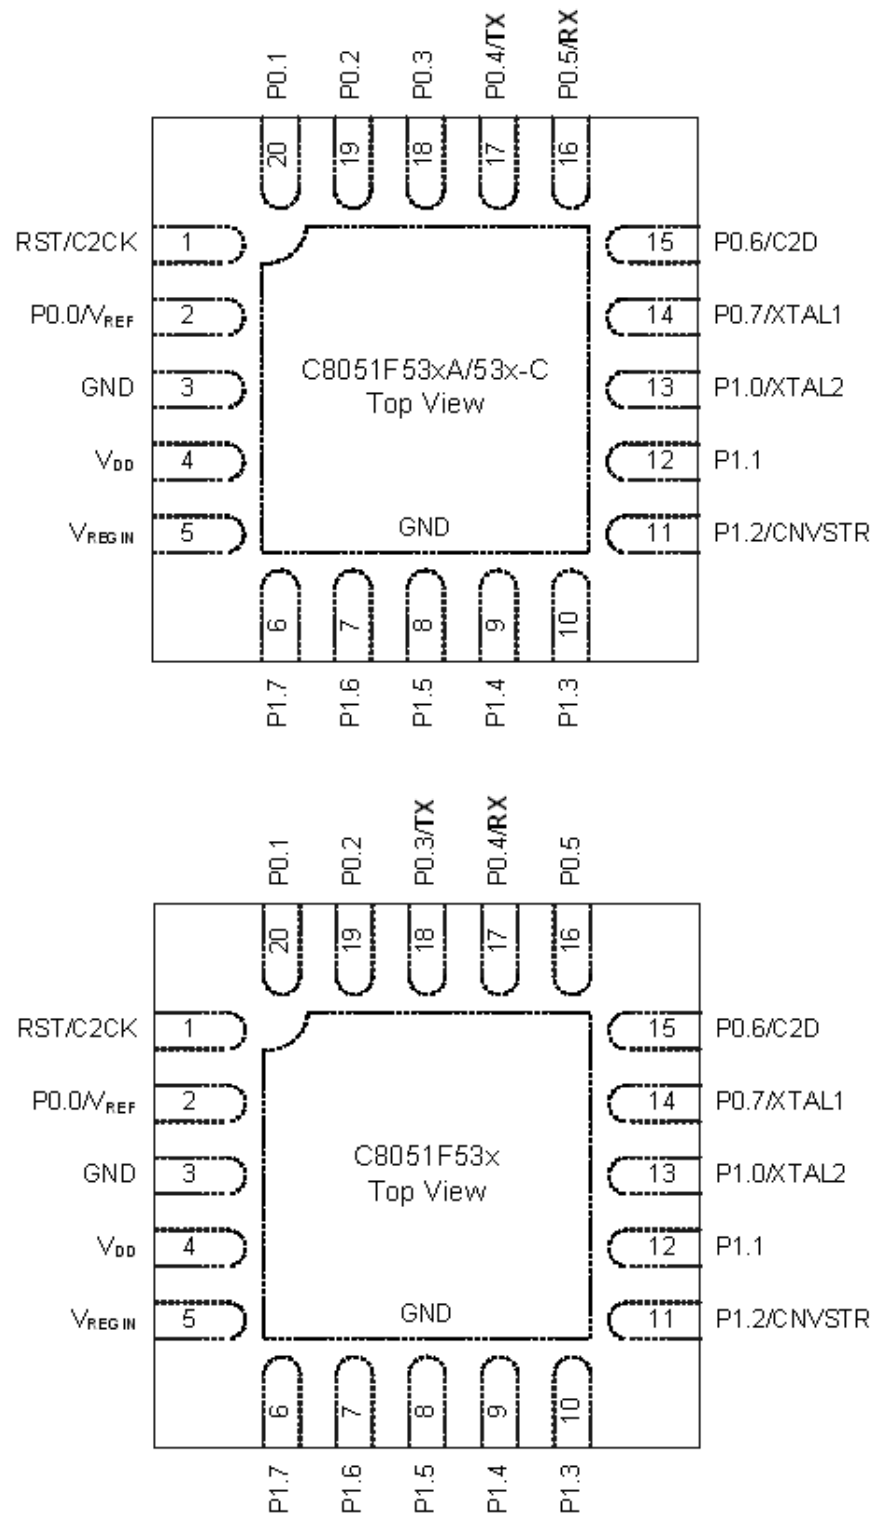 P0.1
P0.2
P0.3
P0.4/TX
P0.5/RX
20
19
18
17
16
RST/C2CK 1
15 P0.6/C2D
P0.0/VREF 2
14 P0.7/XTAL1
GND 3
C8051F53xA/53x-C
Top View
13 P1.0/XTAL2
VDD 4
12 P1.1
VREGIN 5
GND
11 P1.2/CNVSTR
6
7
8
9
10
P1.7
P1.6
P1.5
P1.4
P1.3
P0.1
P0.2
P0.3/TX
P0.4/RX
P0.5
20
19
18
17
16
RST/C2CK 1
15 P0.6/C2D
P0.0/VREF 2
14 P0.7/XTAL1
GND 3
C8051F53x
Top View
13 P1.0/XTAL2
VDD 4
12 P1.1
VREGIN 5
GND
11 P1.2/CNVSTR
6
7
8
9
10
P1.7
P1.6
P1.5
P1.4
P1.3